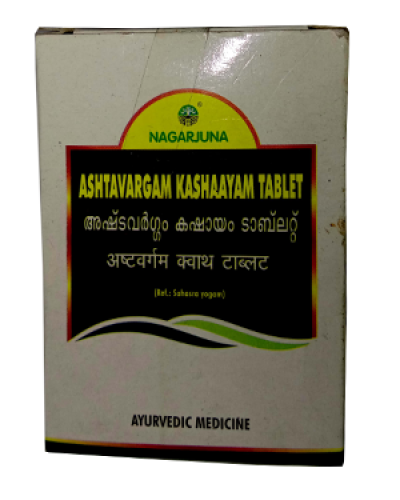 NAGARJUNA
ASHTAVARGAM KASHAAYAM TABLET
അഷ്ടവർഗ്ഗം കഷായം ടാബ്‌ലറ്റ്
अष्टवर्गम क्वाथ टाब्लट
(Ref.: Sahasra yogam)
AYURVEDIC MEDICINE